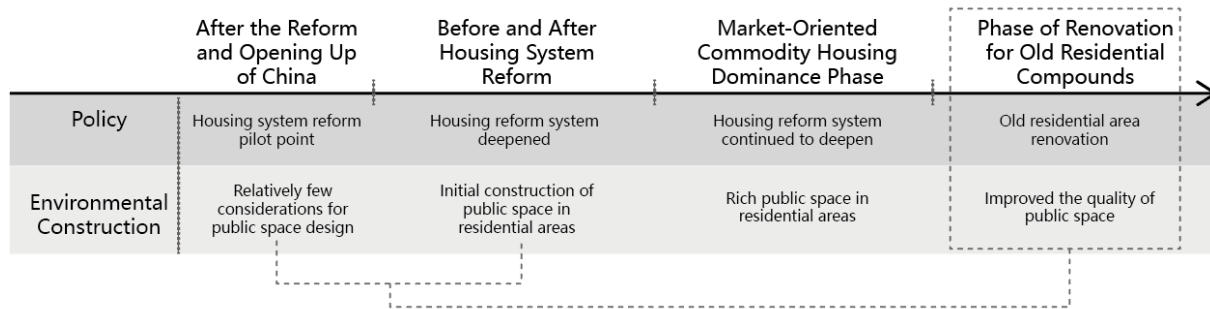 After the Reform
and Opening Up
of China
Before and After
Housing System
Reform
Market-Oriented
Commodity Housing
Dominance Phase
Phase of Renovation
for Old Residential
Compounds
Policy
Housing system reform
pilot point
Housing reform system
deepened
Housing reform system
continued to deepen
Old residential area
renovation
Environmental
Construction
Relatively few
considerations for
public space design
Initial construction of
public space in
residential areas
Rich public space in
residential areas
Improved the quality of
public space